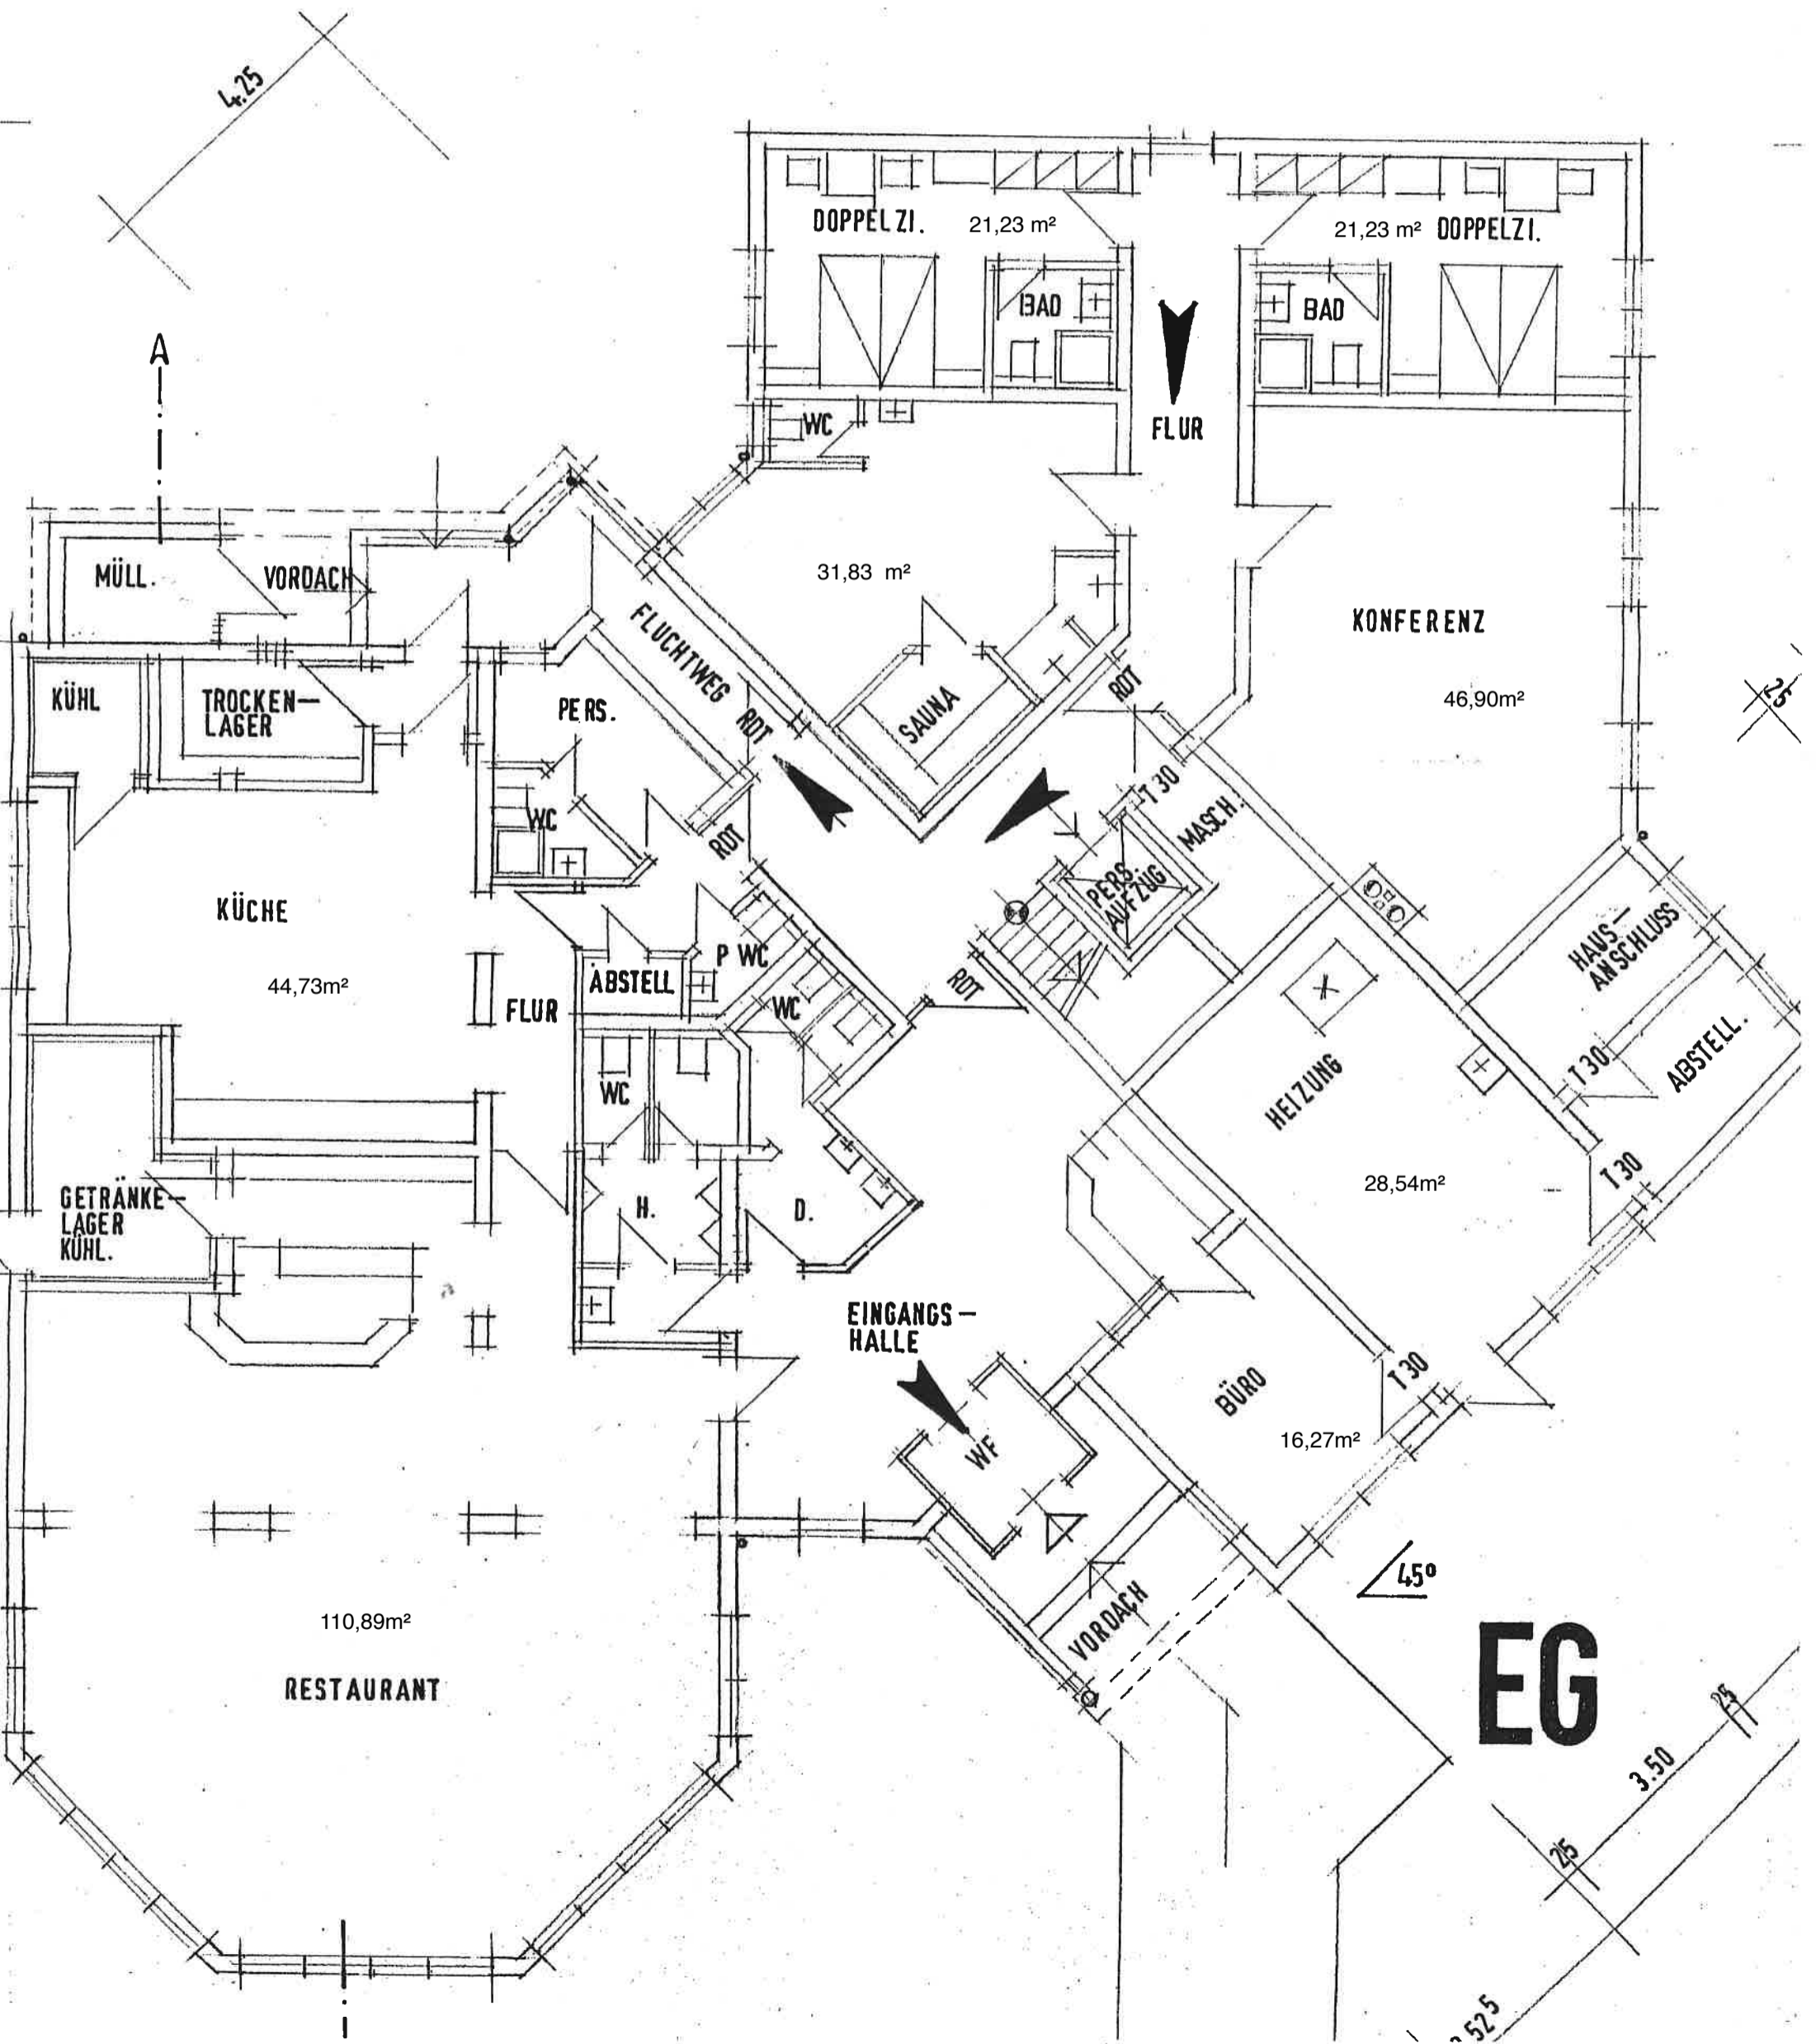 4.25
DOPPELZI. 21,23 m²
21,23 m² DOPPELZI.
BAD
BAD
A
WC
FLUR
MÜLL.
VORDACH
31,83 m²
FLUCHTWEG
RDT
KONFERENZ
46,90m²
KÜHL
TROCKEN-
LAGER
PERS.
SAUNA
RDT
25
WC
RDT
T 30
MASCH.
PERS.
AUFZUG
KÜCHE
44,73m²
FLUR
ABSTELL
P WC
WC
RDT
HAUS-
ANSCHLUSS
T 30
ABSTELL.
WC
HEIZUNG
28,54m²
T 30
GETRÄNKE-
LAGER
KÜHL.
H.
D.
EINGANGS-
HALLE
WF
BÜRO
16,27m²
T 30
45°
VORDACH
110,89m²
RESTAURANT
EG
25
3.50
25